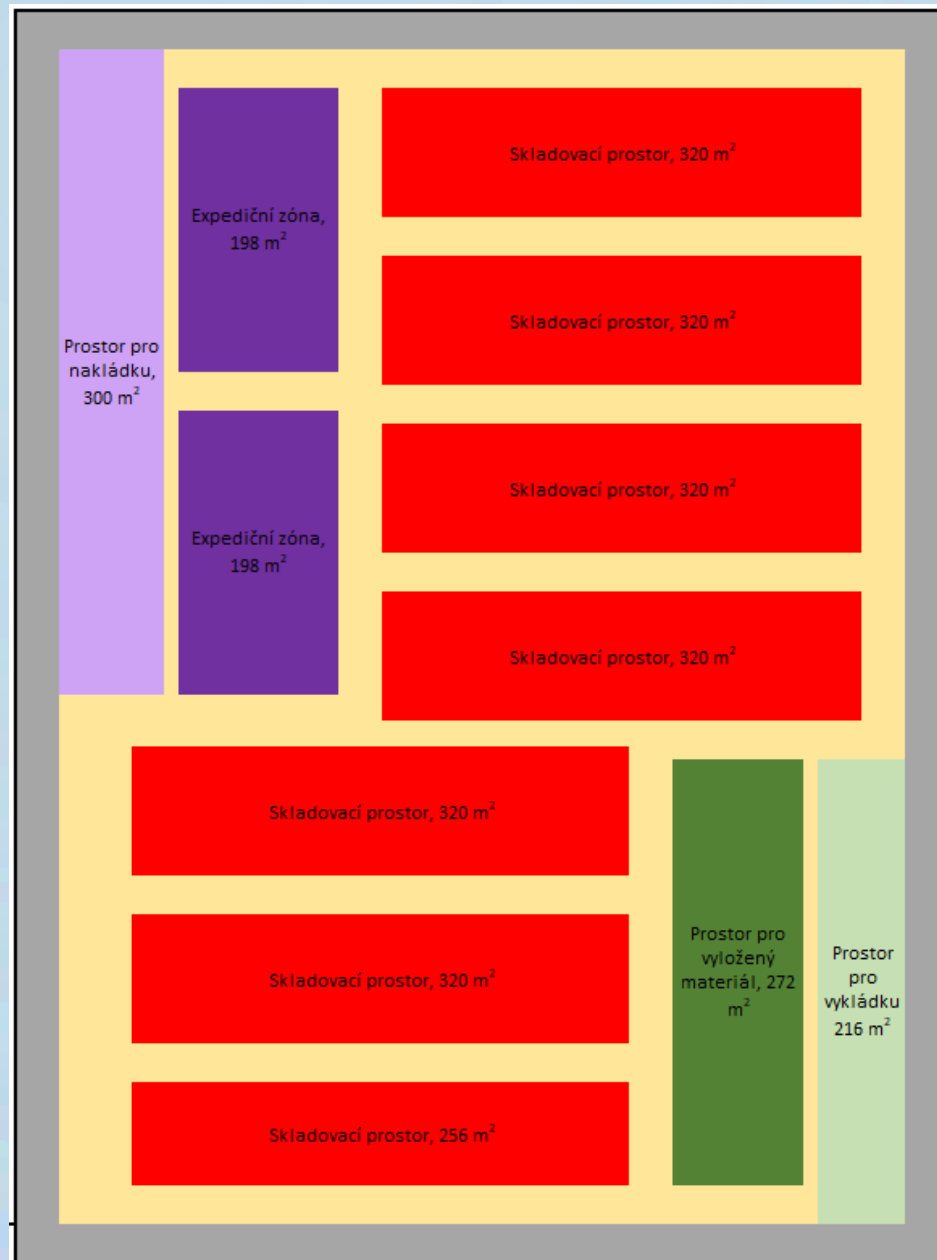 Skladovací prostor, 320 m²
Expediční zóna,
198 m²
Skladovací prostor, 320 m²
Prostor pro
nakládku,
300 m²
Skladovací prostor, 320 m²
Expediční zóna,
198 m²
Skladovací prostor, 320 m²
Skladovací prostor, 320 m²
Skladovací prostor, 320 m²
Prostor pro
vyložený
materiál, 272
m²
Prostor
pro
vykládku
216 m²
Skladovací prostor, 256 m²